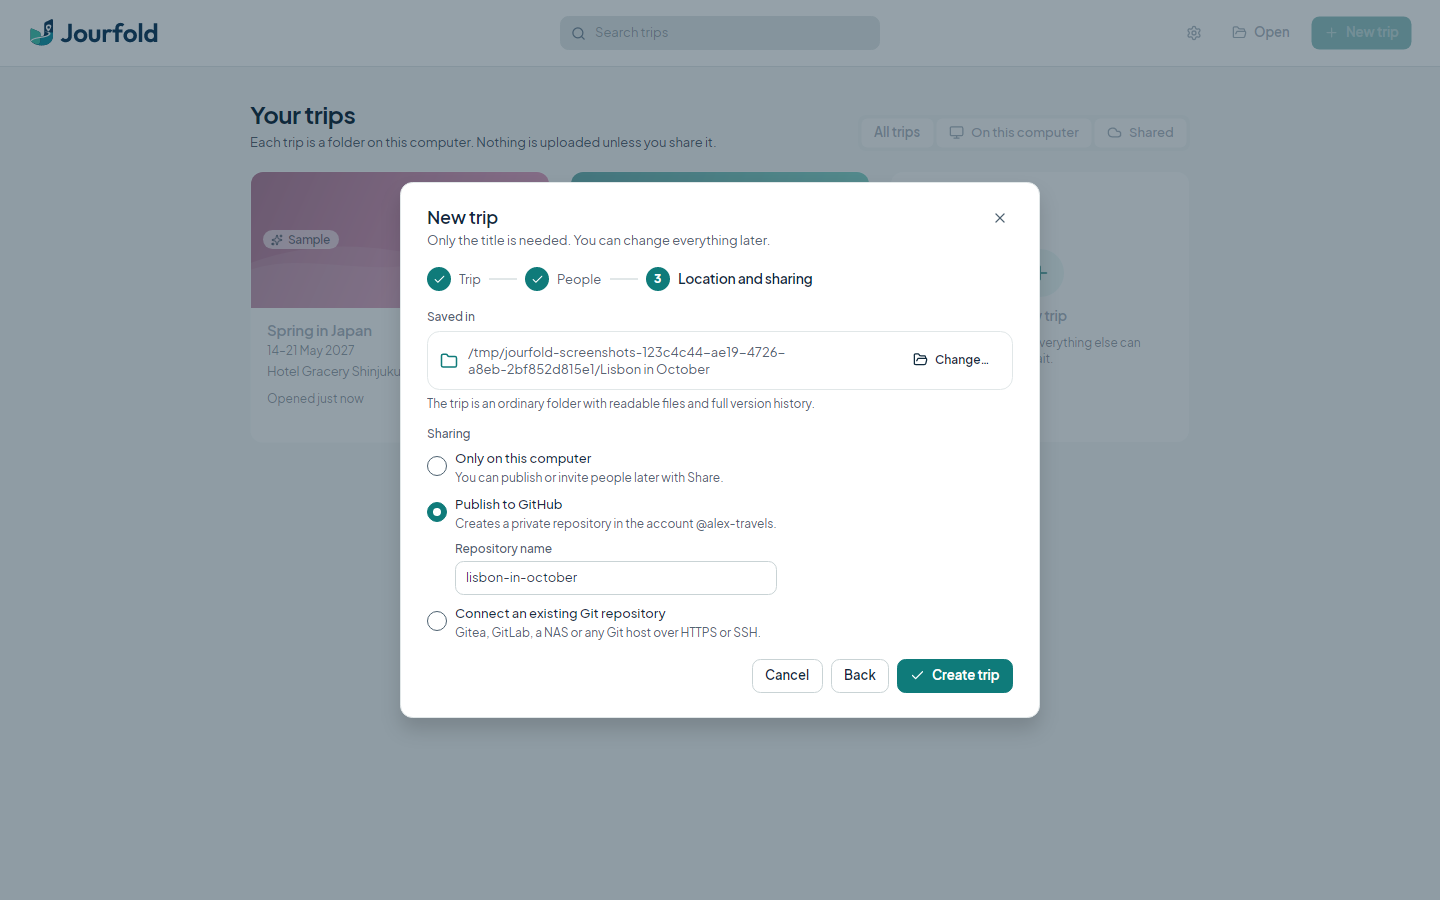 Jourfold
Search trips
Open
New trip
Your trips
Each trip is a folder on this computer. Nothing is uploaded unless you share it.
All trips
On this computer
Shared
Sample
Spring in Japan
14–21 May 2027
Hotel Gracery Shinjuku
Opened just now
trip
everything else can
New trip
Only the title is needed. You can change everything later.
Trip
People
3 Location and sharing
Saved in
/tmp/jourfold-screenshots-123c4c44-ae19-4726-
a8eb-2bf852d815e1/Lisbon in October
Change...
The trip is an ordinary folder with readable files and full version history.
Sharing
Only on this computer
You can publish or invite people later with Share.
Publish to GitHub
Creates a private repository in the account @alex-travels.
Repository name
lisbon-in-october
Connect an existing Git repository
Gitea, GitLab, a NAS or any Git host over HTTPS or SSH.
Cancel
Back
Create trip